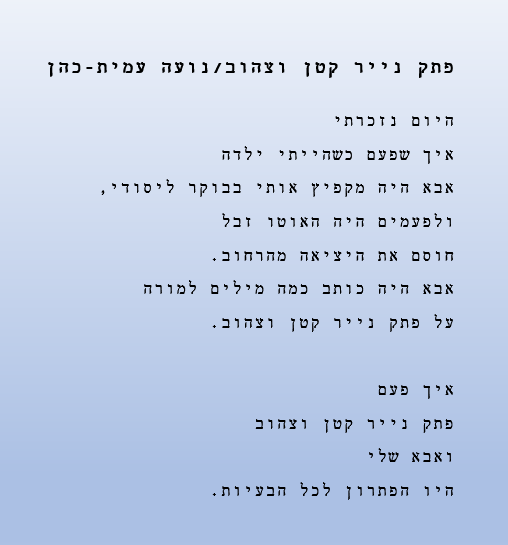 פתק נייר קטן וצהוב/נועה עמית-כהן
היום נזכרתי
איך שפעם כשהייתי ילדה
אבא היה מקפיץ אותי בבוקר ליסודי,
ולפעמים היה האוטו זבל
חוסם את היציאה מהרחוב.
אבא היה כותב כמה מילים למורה
על פתק נייר קטן וצהוב.
איך פעם
פתק נייר קטן וצהוב
ואבא שלי
היו הפתרון לכל הבעיות.